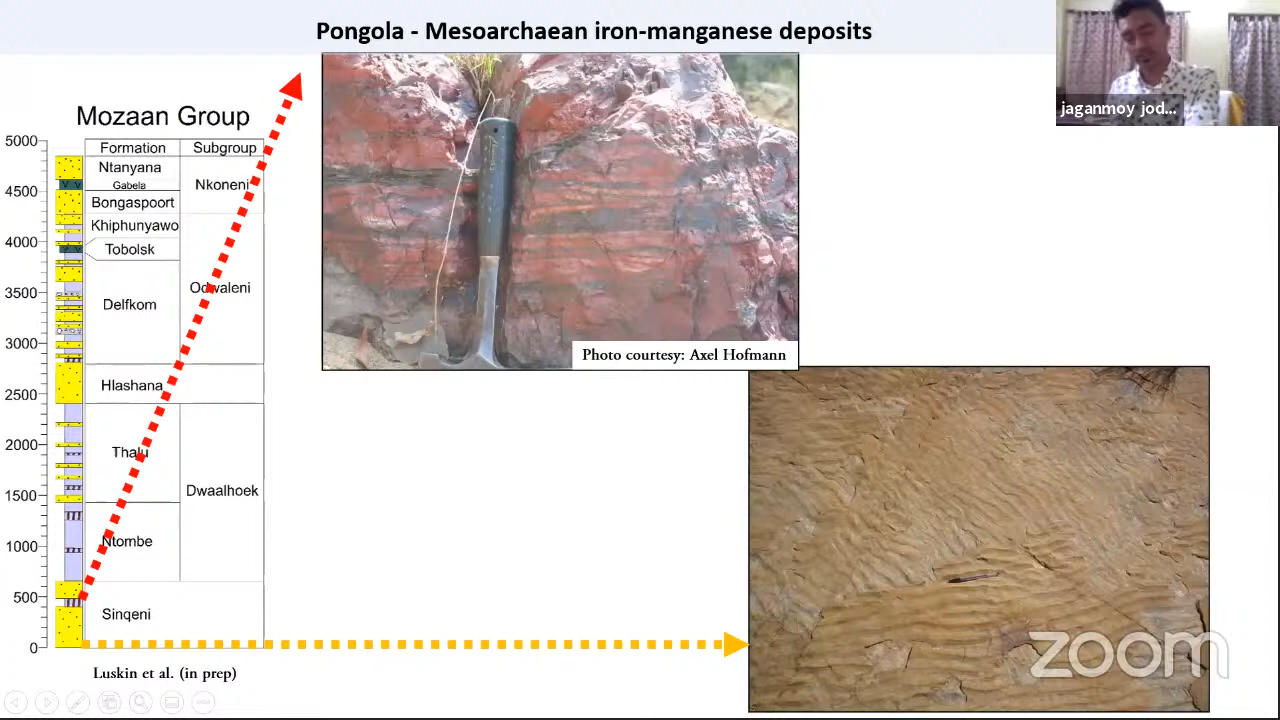 Pongola - Mesoarchaean iron-manganese deposits
jaganmoy jod...
Mozaan Group
Formation Subgroup
5000
4500
4000
3500
3000
2500
2000
1500
1000
500
0
Ntanyana
Gabela
Bongaspoort
Khiphunyawo
Tobolsk
Delfkom
Hlashana
Thalu
Ntombe
Sinqeni
Nkoneni
Odwaleni
Dwaalhoek
Luskin et al. (in prep)
Photo courtesy: Axel Hofmann
zoom